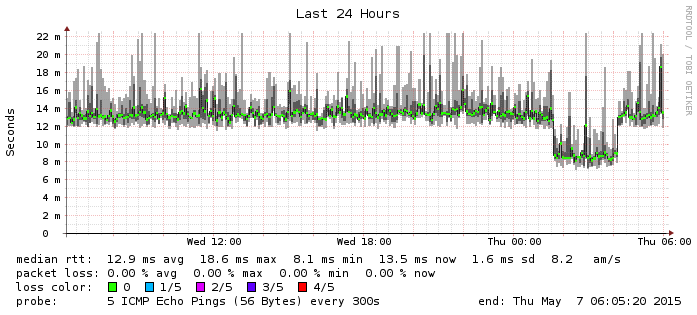 Last 24 Hours
RRDTOOL / TOBI OETIKER
Seconds
22 m
20 m
18 m
16 m
14 m
12 m
10 m
8 m
6 m
4 m
2 m
0
Wed 12:00 Wed 18:00 Thu 00:00 Thu 06:00
median rtt: 12.9 ms avg 18.6 ms max 8.1 ms min 13.5 ms now 1.6 ms sd 8.2 am/s
packet loss: 0.00 % avg 0.00 % max 0.00 % min 0.00 % now
loss color: 0 1/5 2/5 3/5 4/5
probe: 5 ICMP Echo Pings (56 Bytes) every 300s end: Thu May 7 06:05:20 2015